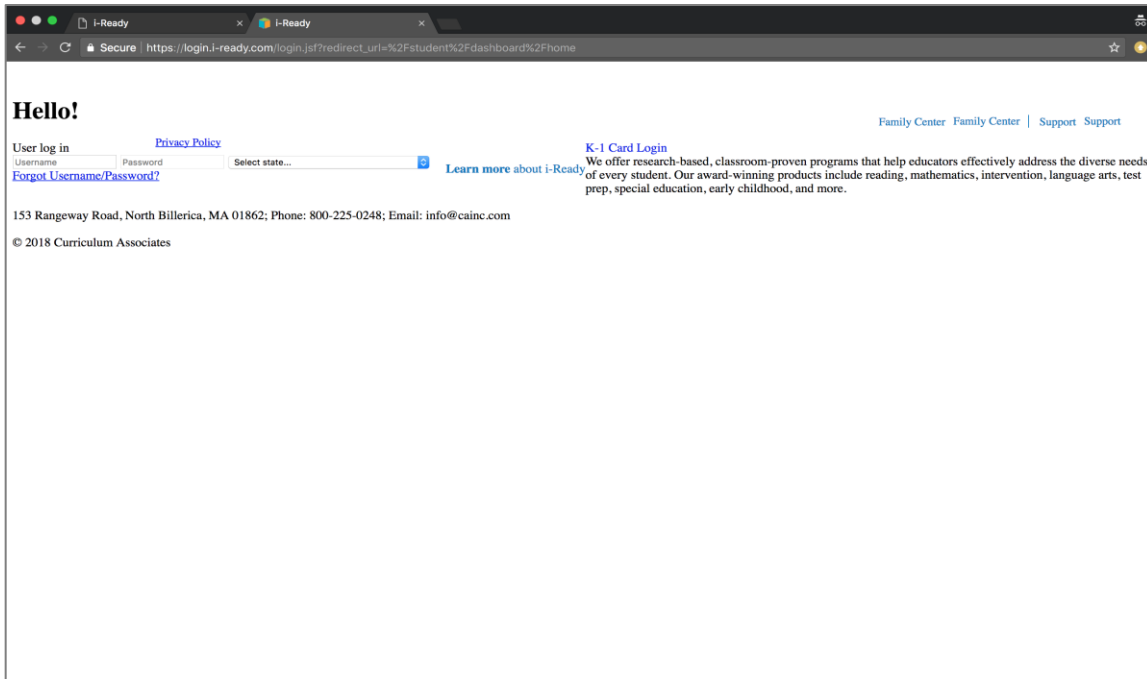 i-Ready
i-Ready
Secure https://login.i-ready.com/login.jsf?redirect_url=%2Fstudent%2Fdashboard%2Fhome
Hello!
Family Center Family Center | Support Support
User log in Privacy Policy
Username Password Select state...
Forgot Username/Password?
Learn more about i-Ready
K-1 Card Login
We offer research-based, classroom-proven programs that help educators effectively address the diverse needs
of every student. Our award-winning products include reading, mathematics, intervention, language arts, test
prep, special education, early childhood, and more.
153 Rangeway Road, North Billerica, MA 01862; Phone: 800-225-0248; Email: info@cainc.com
© 2018 Curriculum Associates